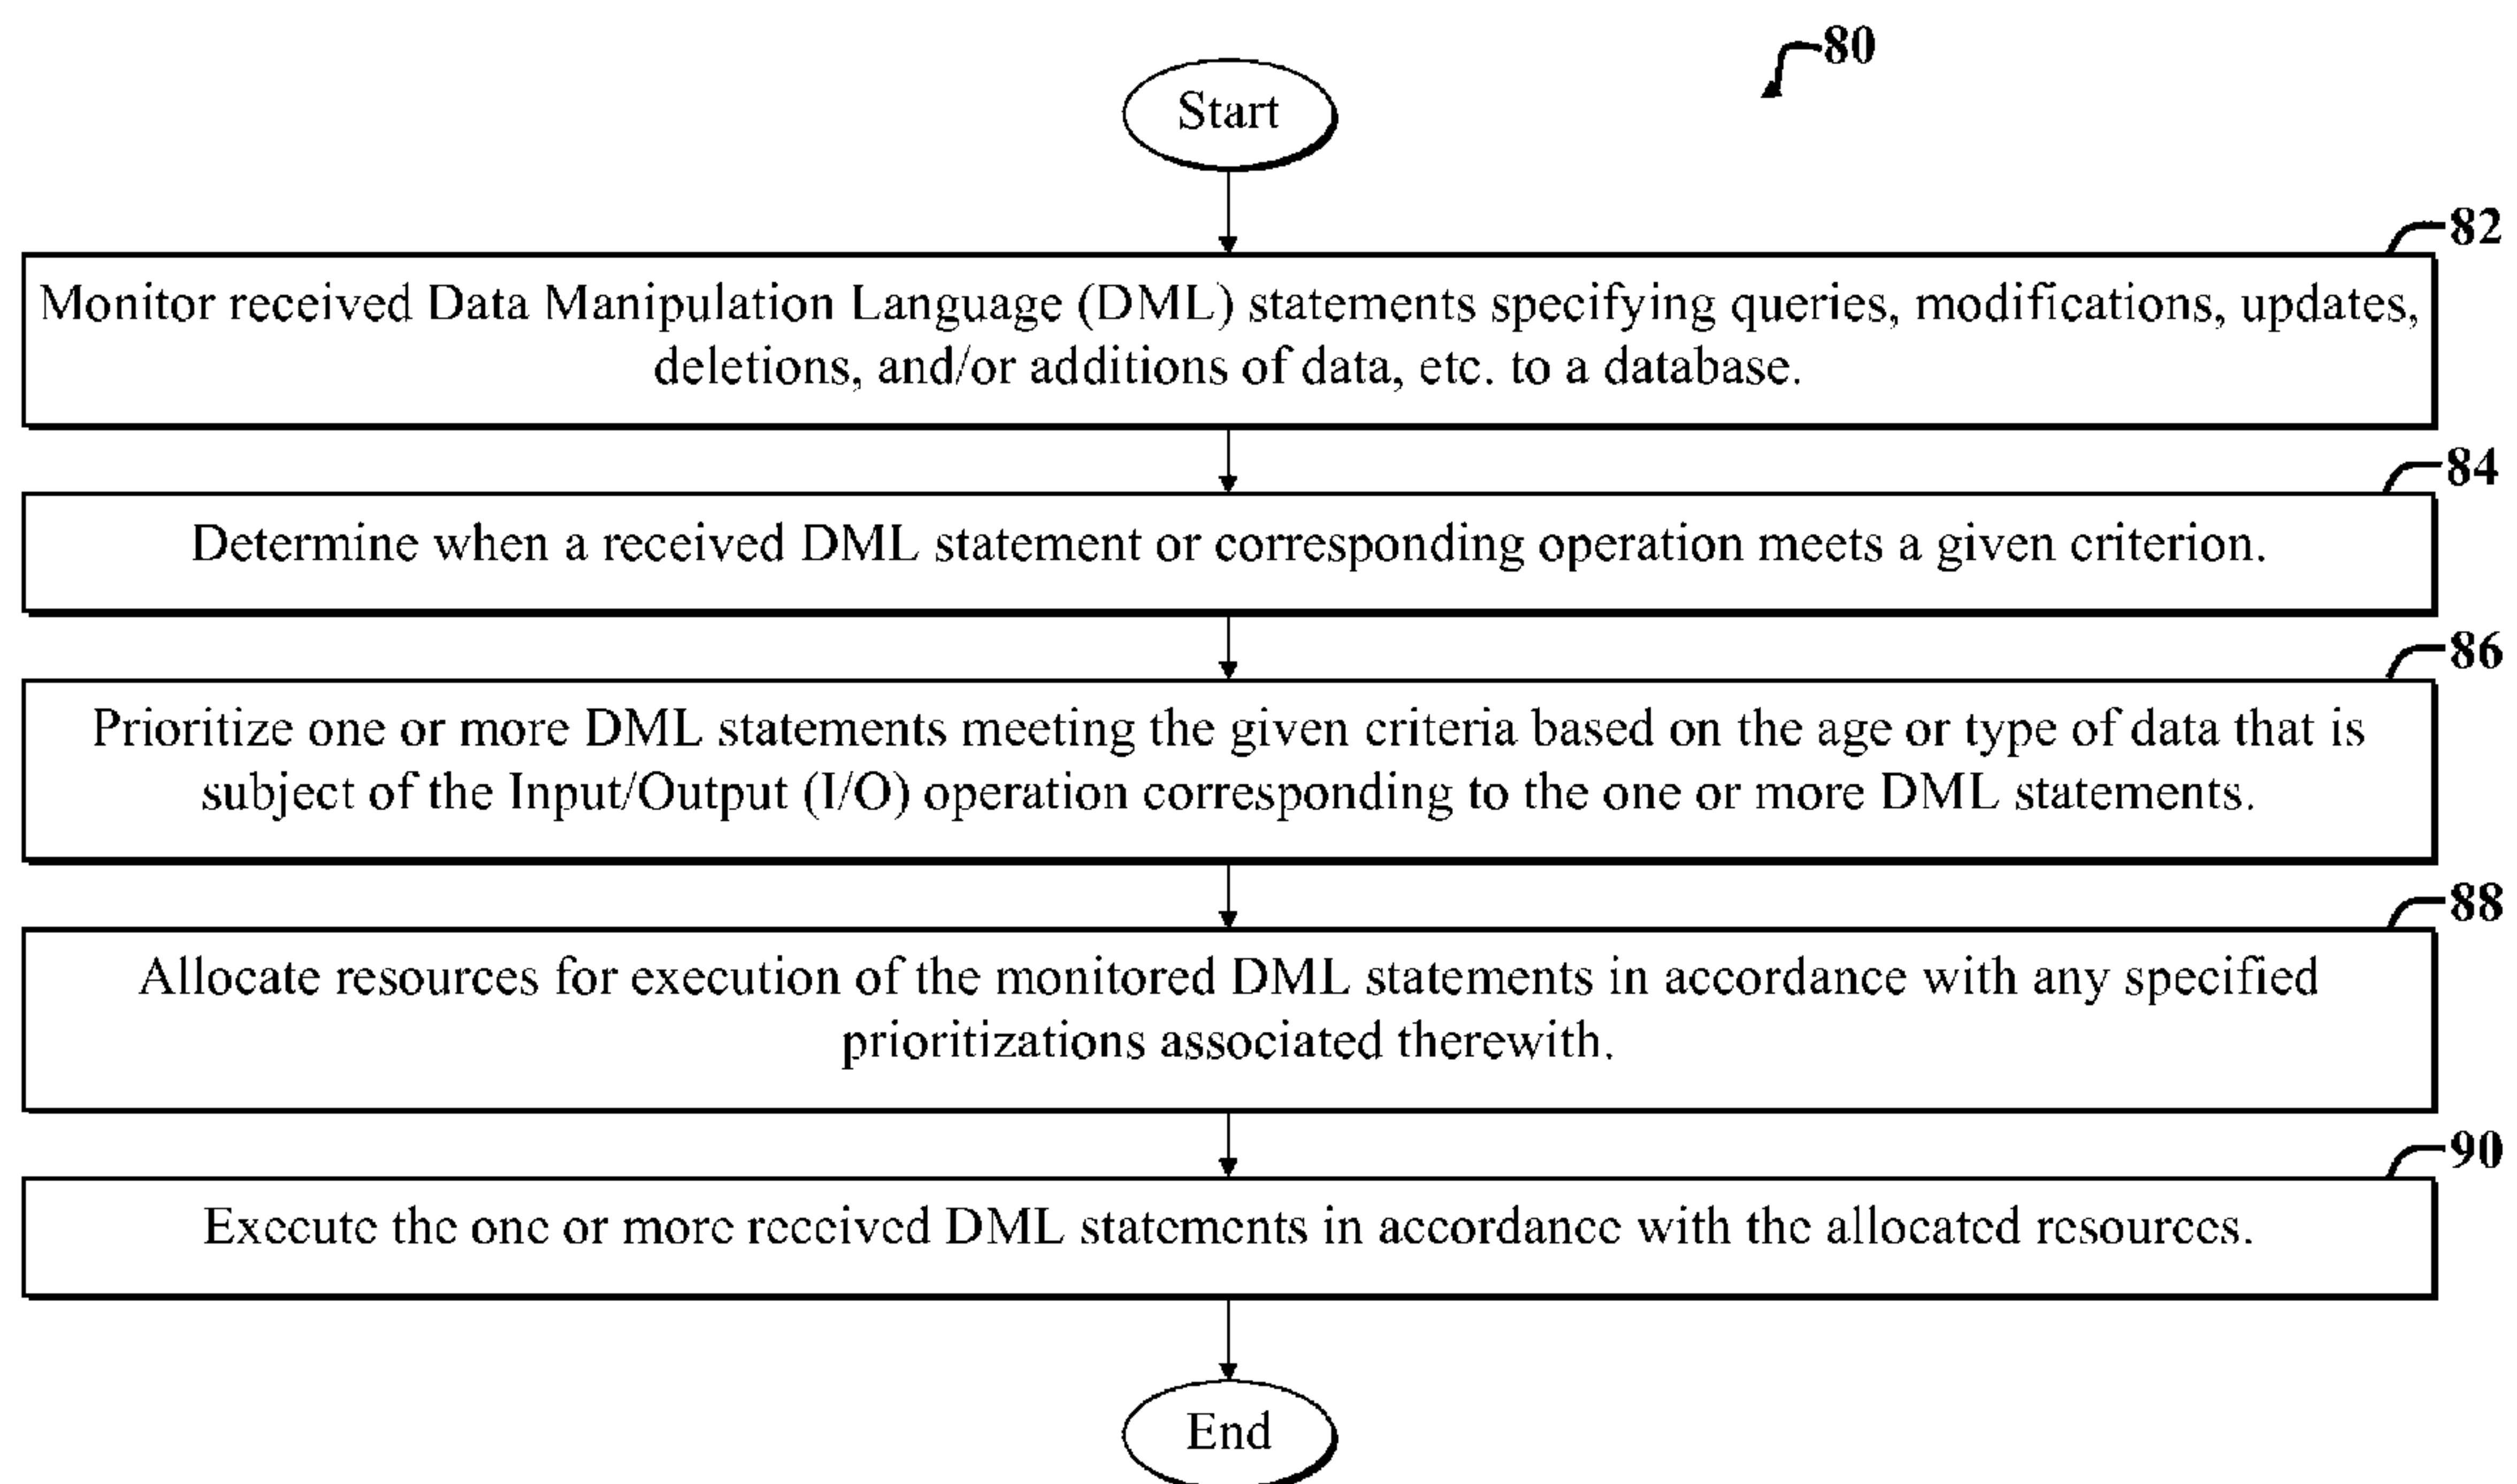 80
Start
82
Monitor received Data Manipulation Language (DML) statements specifying queries, modifications, updates,
deletions, and/or additions of data, etc. to a database.
84
Determine when a received DML statement or corresponding operation meets a given criterion.
86
Prioritize one or more DML statements meeting the given criteria based on the age or type of data that is
subject of the Input/Output (I/O) operation corresponding to the one or more DML statements.
88
Allocate resources for execution of the monitored DML statements in accordance with any specified
prioritizations associated therewith.
90
Execute the one or more received DML statements in accordance with the allocated resources.
End